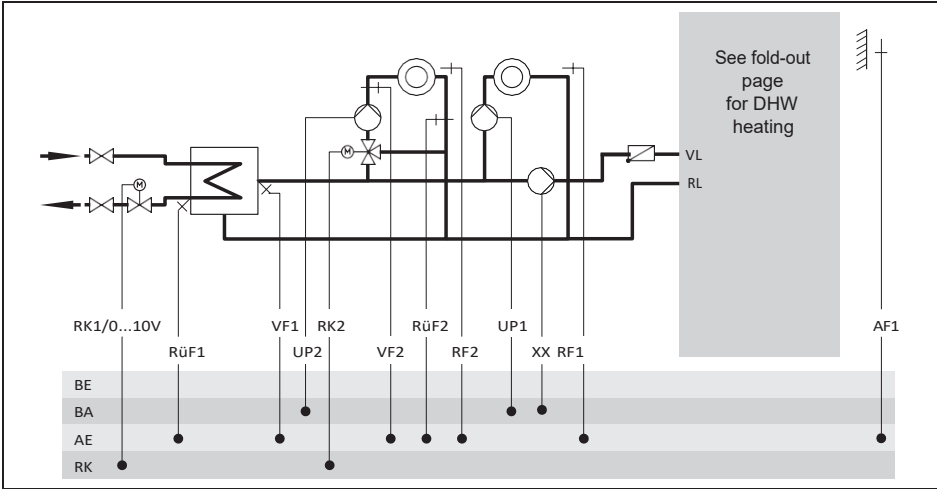 See fold-out
page
for DHW
heating
VL
RL
M
M
RK1/0...10V
VF1
RK2
RüF2
UP1
AF1
RüF1
UP2
VF2
RF2
XX
RF1
BE
BA
AE
RK